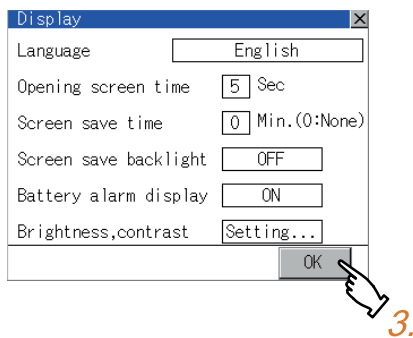 Display
Language English
Opening screen time 5 Sec
Screen save time 0 Min.(0:None)
Screen save backlight OFF
Battery alarm display ON
Brightness,contrast Setting...
OK
3.